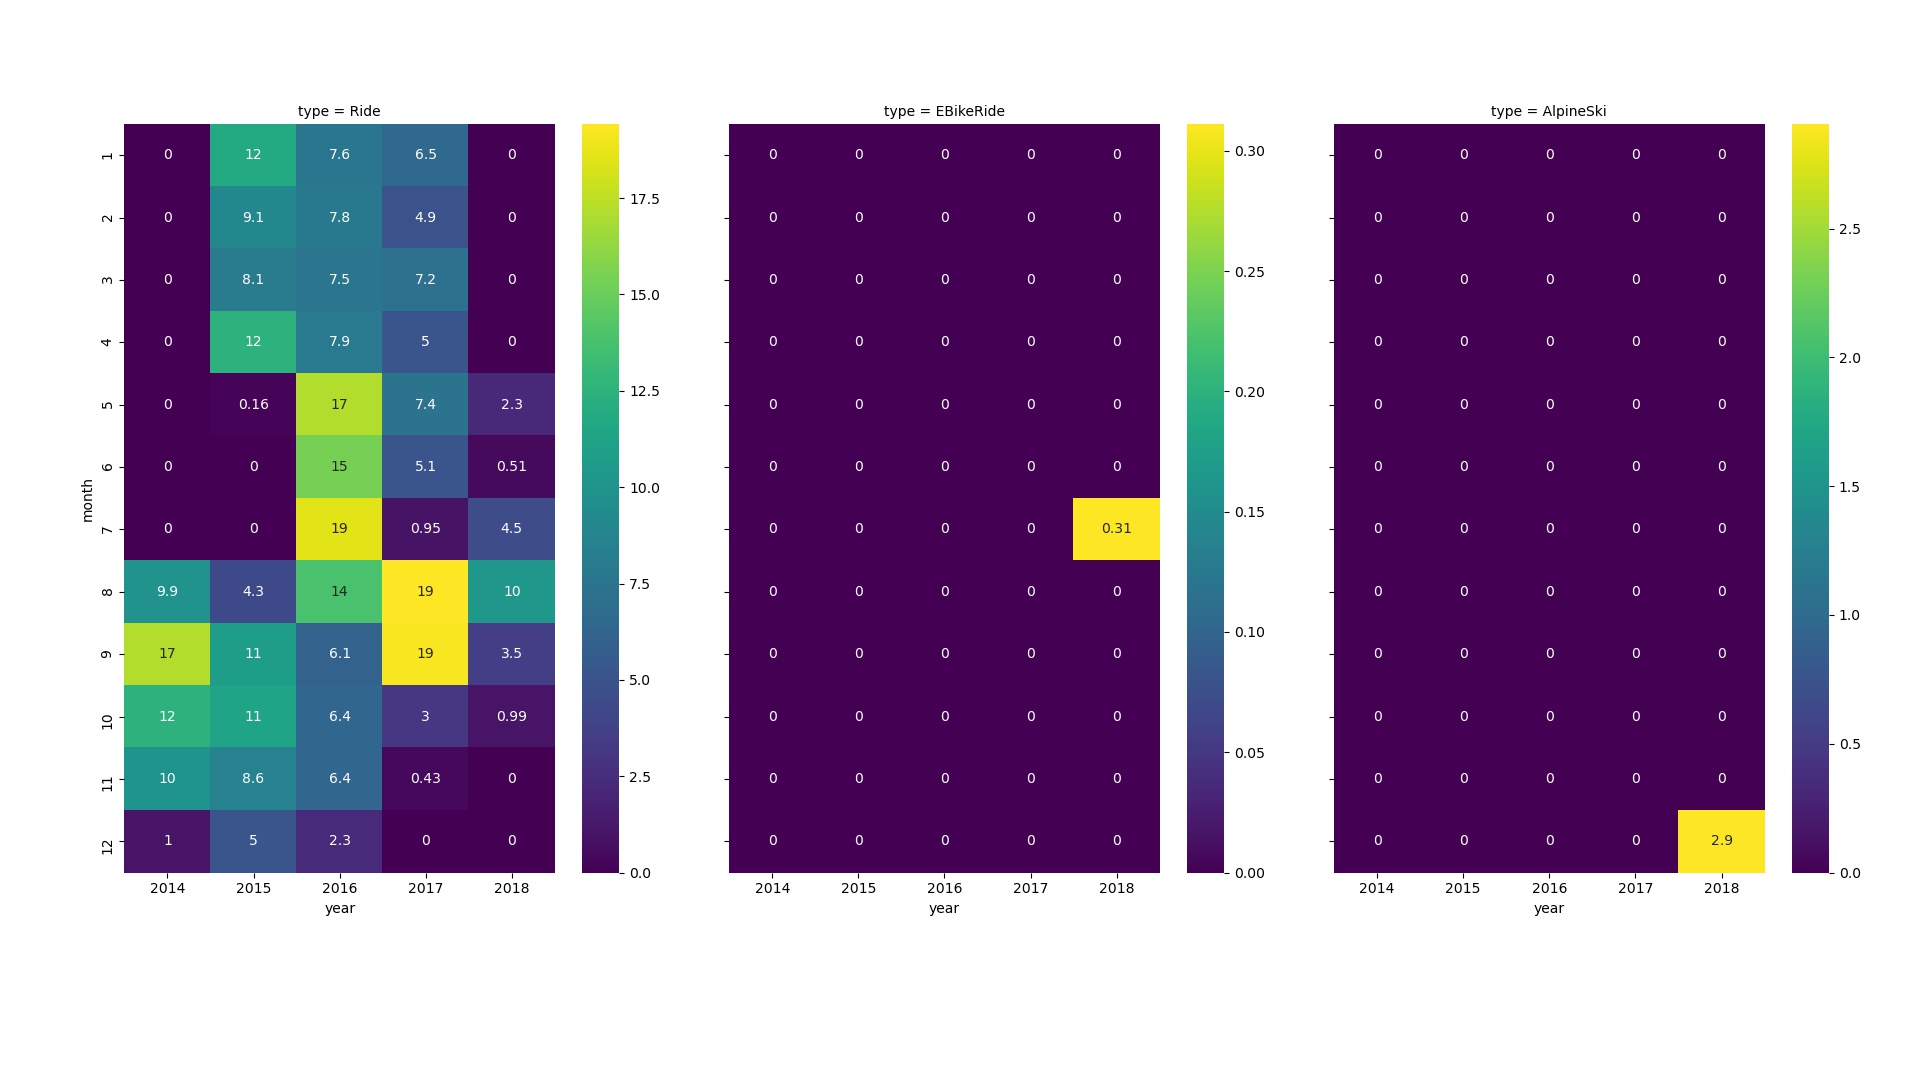 type = Ride
type = EBikeRide
type = AlpineSki
1 0 12 7.6 6.5 0
2 0 9.1 7.8 4.9 0
3 0 8.1 7.5 7.2 0
4 0 12 7.9 5 0
5 0 0.16 17 7.4 2.3
6 0 0 15 5.1 0.51
7 0 0 19 0.95 4.5
8 9.9 4.3 14 19 10
9 17 11 6.1 19 3.5
10 12 11 6.4 3 0.99
11 10 8.6 6.4 0.43 0
12 1 5 2.3 0 0
month
2014 2015 2016 2017 2018
year
17.5
15.0
12.5
10.0
7.5
5.0
2.5
0.0
0 0 0 0 0
0 0 0 0 0
0 0 0 0 0
0 0 0 0 0
0 0 0 0 0
0 0 0 0 0
0 0 0 0 0.31
0 0 0 0 0
0 0 0 0 0
0 0 0 0 0
0 0 0 0 0
0 0 0 0 0
2014 2015 2016 2017 2018
year
0.30
0.25
0.20
0.15
0.10
0.05
0.00
0 0 0 0 0
0 0 0 0 0
0 0 0 0 0
0 0 0 0 0
0 0 0 0 0
0 0 0 0 0
0 0 0 0 0
0 0 0 0 0
0 0 0 0 0
0 0 0 0 0
0 0 0 0 0
0 0 0 0 2.9
2014 2015 2016 2017 2018
year
2.5
2.0
1.5
1.0
0.5
0.0